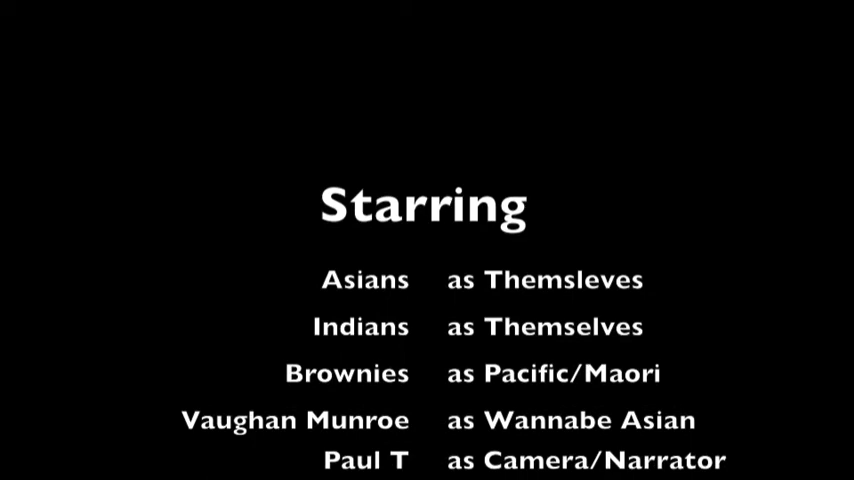 Starring
Asians as Themsleves
Indians as Themselves
Brownies as Pacific/Maori
Vaughan Munroe as Wannabe Asian
Paul T as Camera/Narrator